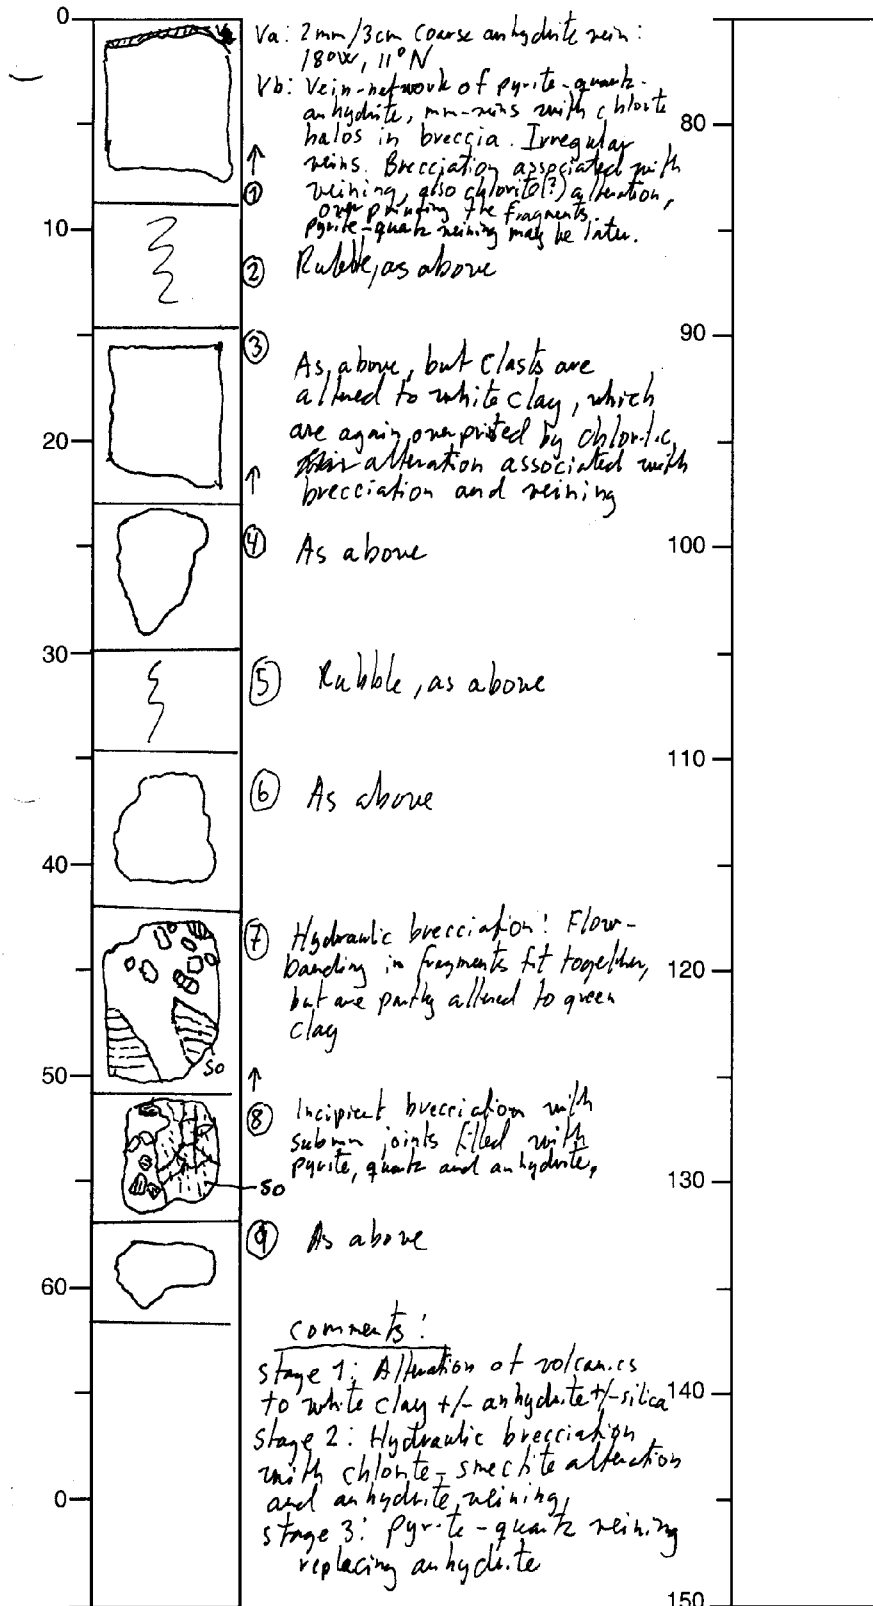 0
Va: 2mm/3cm Coarse anhydrite vein:
180W, 11°N
Vb: Vein-network of pyrite-quartz-
anhydrite, mm-veins with chlorite
halos in breccia. Irregular
veins. Brecciation associated with
veining, also chlorite(?) alteration,
overprinting the fragments.
pyrite-quartz veining may be later.
80
1
10
2 Rubble, as above
90
3
As above, but clasts are
altered to white clay, which
are again overprinted by chloritic
alteration associated with
brecciation and veining
20
100
4 As above
30
5 Rubble, as above
110
6 As above
40
7 Hydraulic brecciation! Flow-
banding in fragments fit together,
but are partly altered to green
clay
120
So
50
8 Incipient brecciation with
submm joints filled with
pyrite, quartz and anhydrite,
So
130
9 As above
60
comments:
stage 1: Alteration of volcanics
to white clay +/- anhydrite +/- silica
140
stage 2: Hydraulic brecciation
with chlorite-smectite alteration
and anhydrite veining,
0
stage 3: pyrite-quartz veining
replacing anhydrite
150